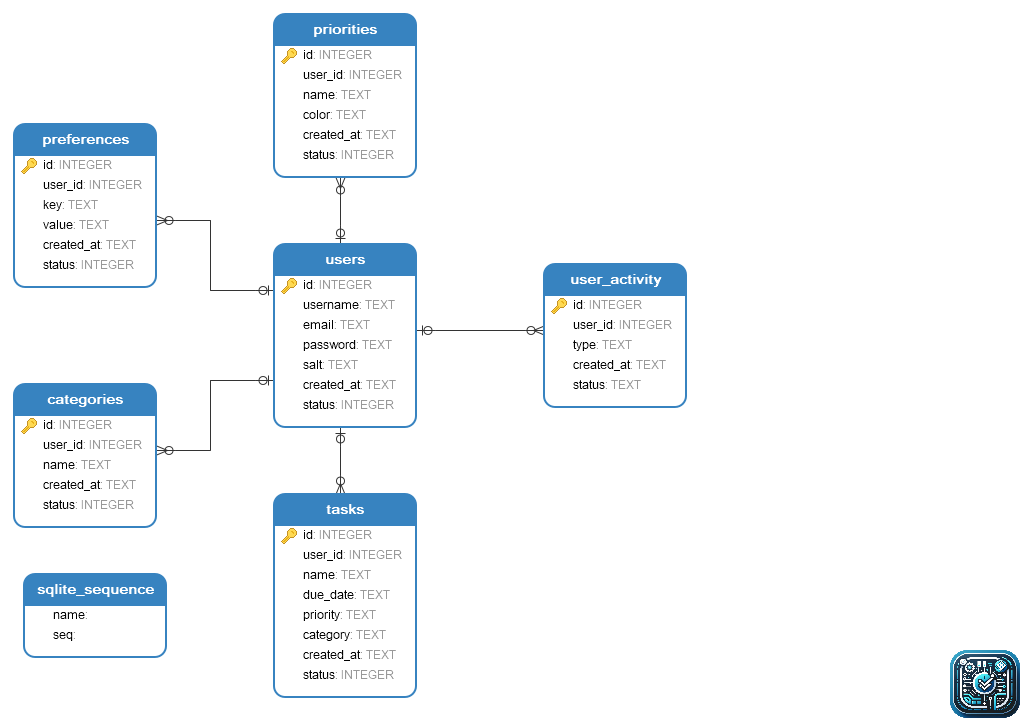 priorities
id: INTEGER
user_id: INTEGER
name: TEXT
color: TEXT
created_at: TEXT
status: INTEGER
preferences
id: INTEGER
user_id: INTEGER
key: TEXT
value: TEXT
created_at: TEXT
status: INTEGER
users
id: INTEGER
username: TEXT
email: TEXT
password: TEXT
salt: TEXT
created_at: TEXT
status: INTEGER
user_activity
id: INTEGER
user_id: INTEGER
type: TEXT
created_at: TEXT
status: TEXT
categories
id: INTEGER
user_id: INTEGER
name: TEXT
created_at: TEXT
status: INTEGER
tasks
id: INTEGER
user_id: INTEGER
name: TEXT
due_date: TEXT
priority: TEXT
category: TEXT
created_at: TEXT
status: INTEGER
sqlite_sequence
name:
seq: